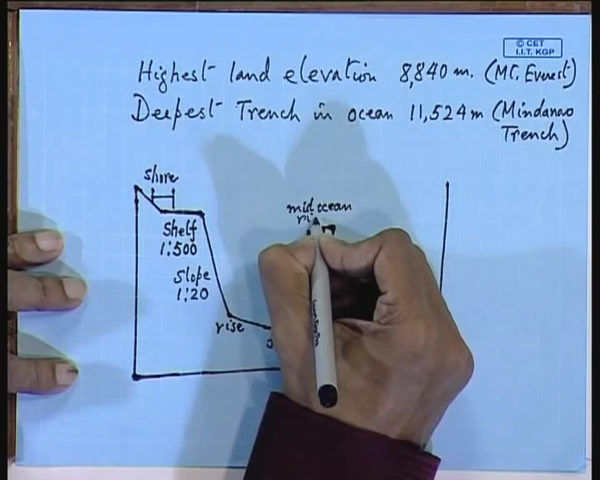 © CET
I.I.T. KGP
Highest land elevation 8,840 m. (Mt. Everest)
Deepest Trench in ocean 11,524 m (Mindanao
Trench)
shore
mid ocean
ri
Shelf
1:500
Slope
1:20
rise